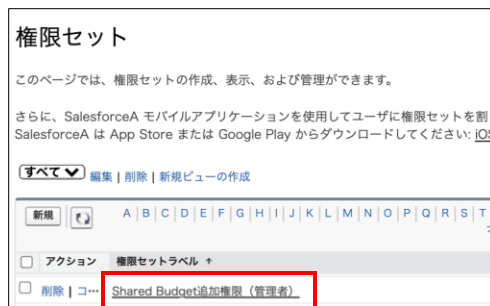 権限セット
このページでは、権限セットの作成、表示、および管理ができます。
さらに、SalesforceA モバイルアプリケーションを使用してユーザに権限セットを割
SalesforceA は App Store または Google Play からダウンロードしてください: iOS
すべて 編集 | 削除 | 新規ビューの作成
新規 A | B | C | D | E | F | G | H | I | J | K | L | M | N | O | P | Q | R | S | T
アクション 権限セットラベル ↑
削除 | コ… Shared Budget追加権限（管理者）